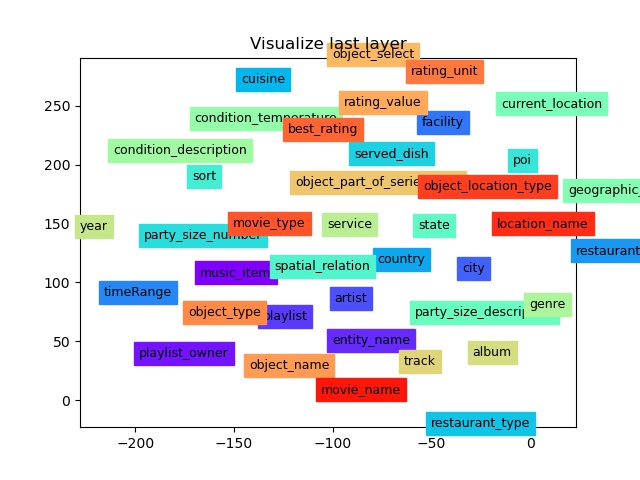 Visualize last layer
object_select
rating_unit
cuisine
rating_value
current_location
condition_temperature
best_rating
facility
condition_description
served_dish
poi
sort
object_part_of_serie
object_location_type
geographic_
year
party_size_number
movie_type
service
state
location_name
restaurant
music_item
spatial_relation
country
city
timeRange
artist
object_type
playlist
party_size_descrip
genre
playlist_owner
entity_name
object_name
track
album
movie_name
restaurant_type
250
200
150
100
50
0
−200
−150
−100
−50
0